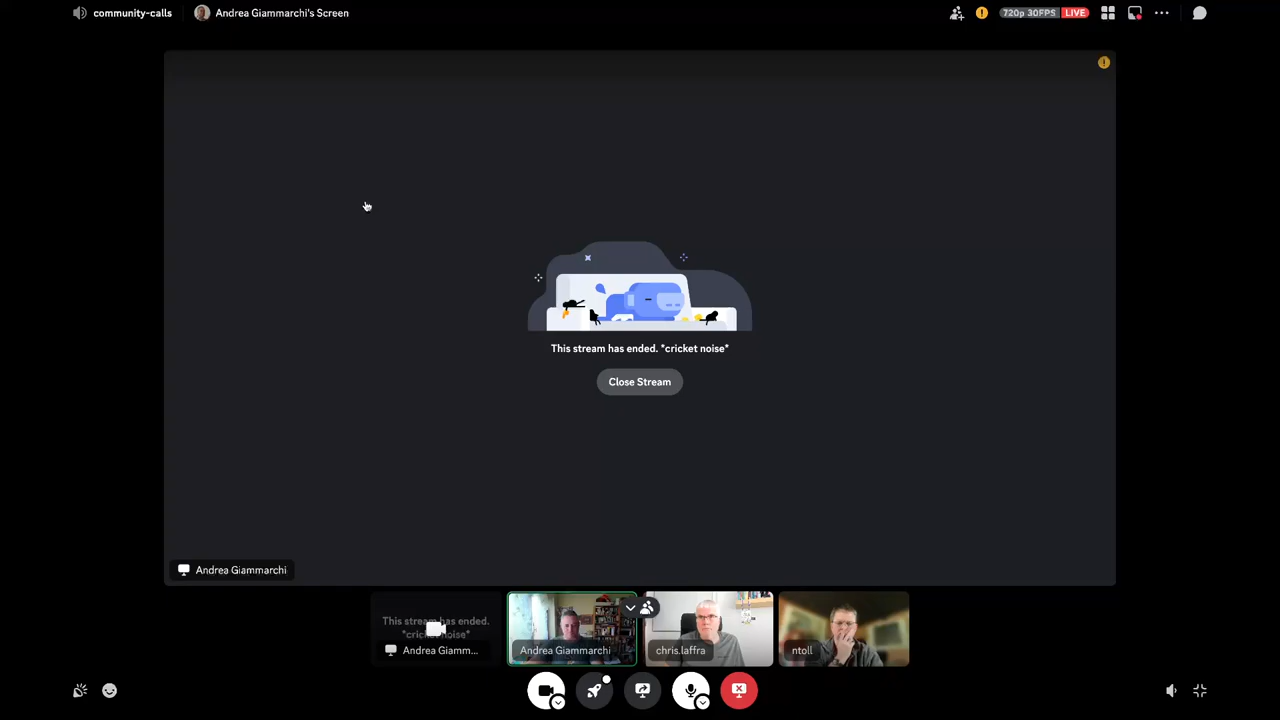 community-calls
Andrea Giammarchi's Screen
720p 30FPS
LIVE
This stream has ended. *cricket noise*
Close Stream
Andrea Giammarchi
This stream has ended.
*cricket noise*
Andrea Giamm...
Andrea Giammarchi
chris.laffra
ntoll